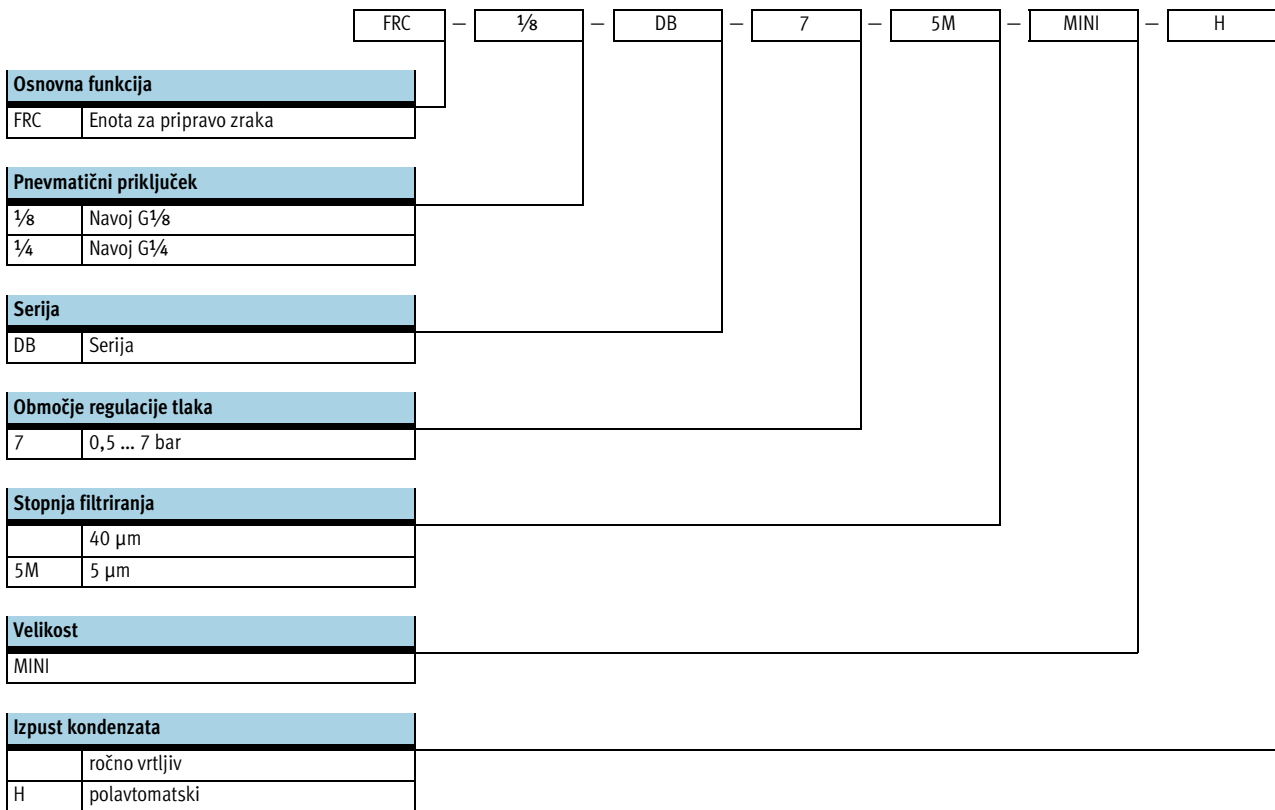 FRC – ⅛ – DB – 7 – 5M – MINI – H
Osnovna funkcija
FRC Enota za pripravo zraka
Pnevmatični priključek
⅛ Navoj G⅛
¼ Navoj G¼
Serija
DB Serija
Območje regulacije tlaka
7 0,5 ... 7 bar
Stopnja filtriranja
40 µm
5M 5 µm
Velikost
MINI
Izpust kondenzata
ročno vrtljiv
H polavtomatski